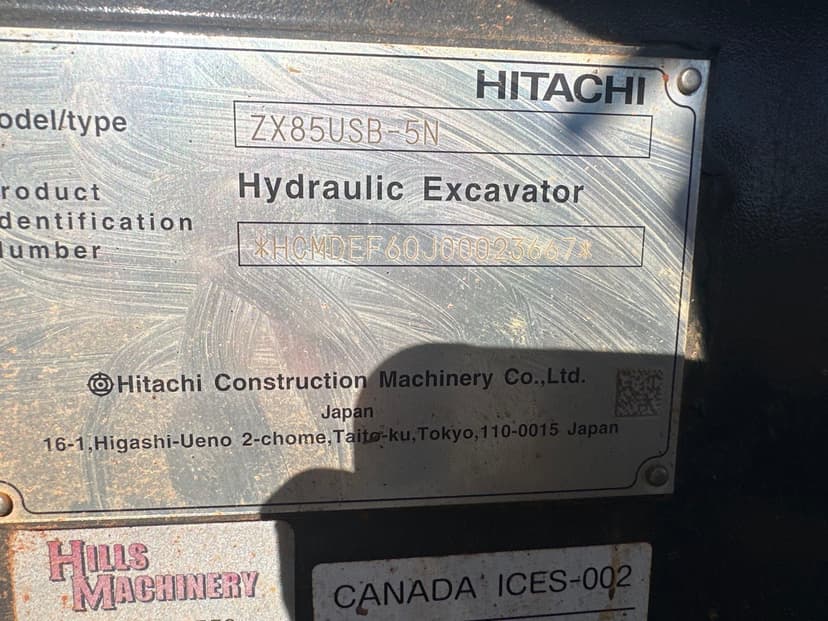 HITACHI
odel/type ZX85USB-5N
roduct
dentification
umber
Hydraulic Excavator
*HCMDEF60J00023667*
Hitachi Construction Machinery Co.,Ltd.
Japan
16-1,Higashi-Ueno 2-chome,Taito-ku,Tokyo,110-0015 Japan
HILLS
MACHINERY
CANADA ICES-002